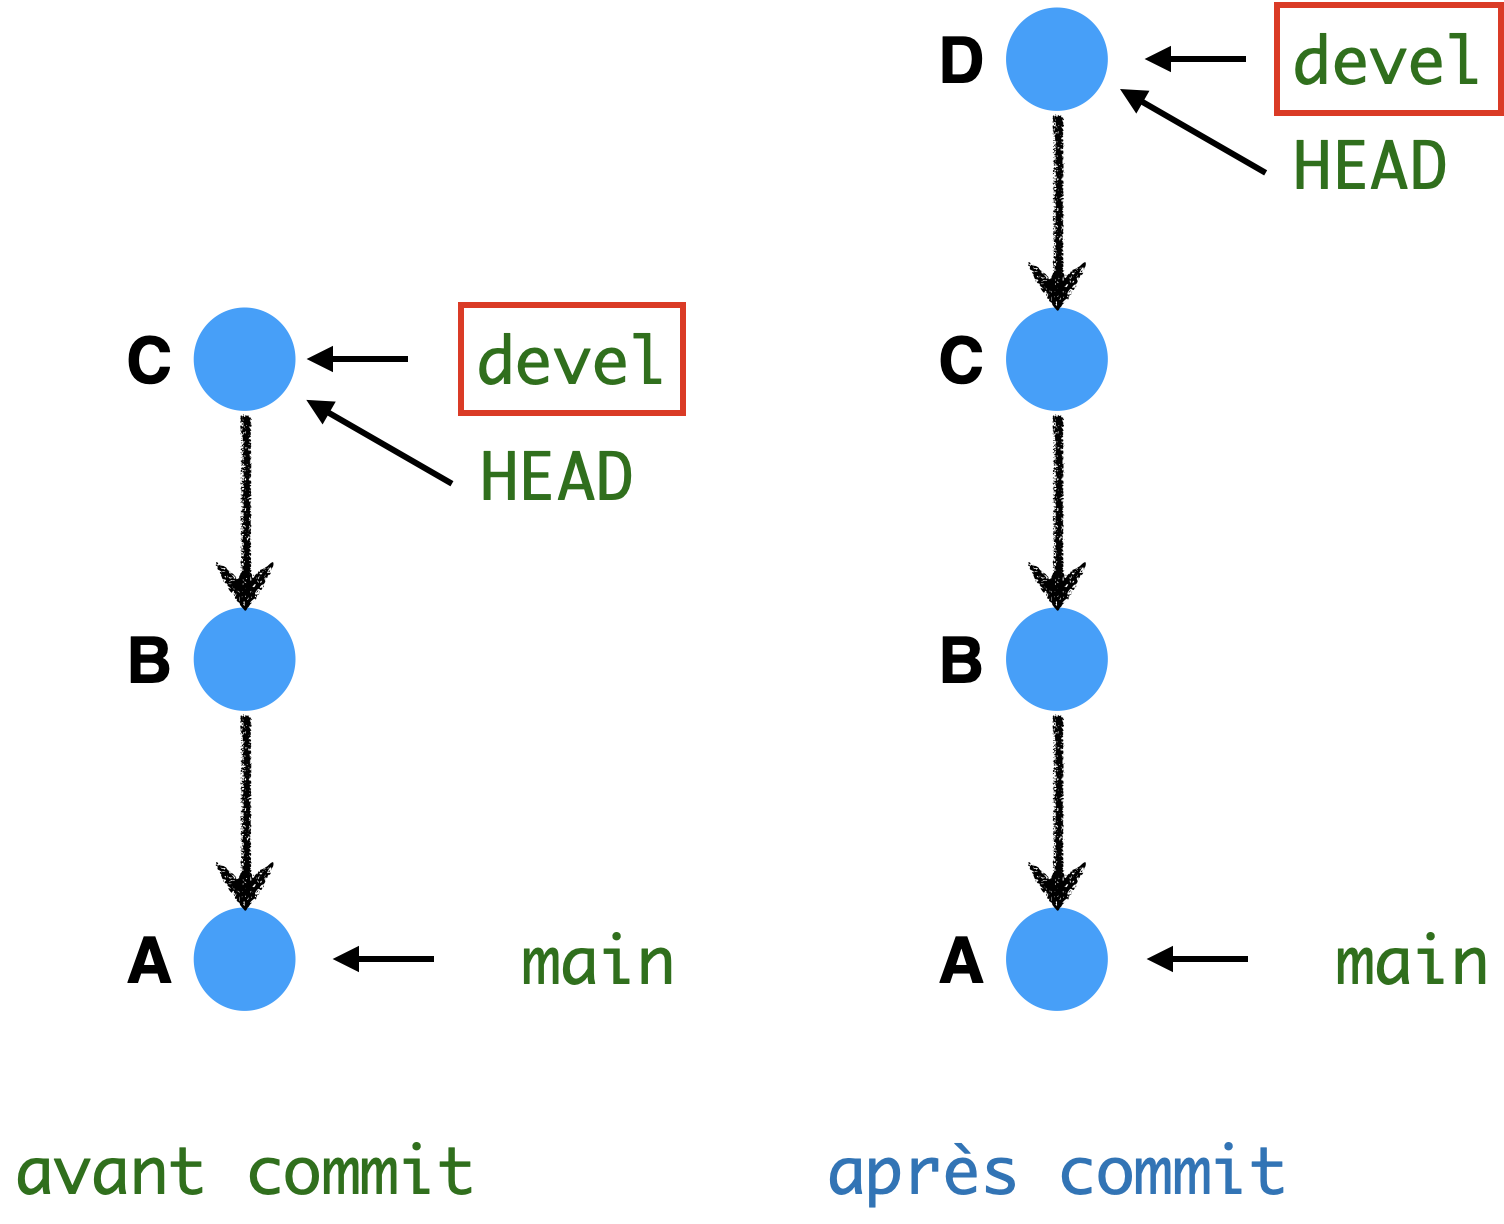 C
devel
HEAD
B
A
main
avant commit
D
devel
HEAD
C
B
A
main
après commit